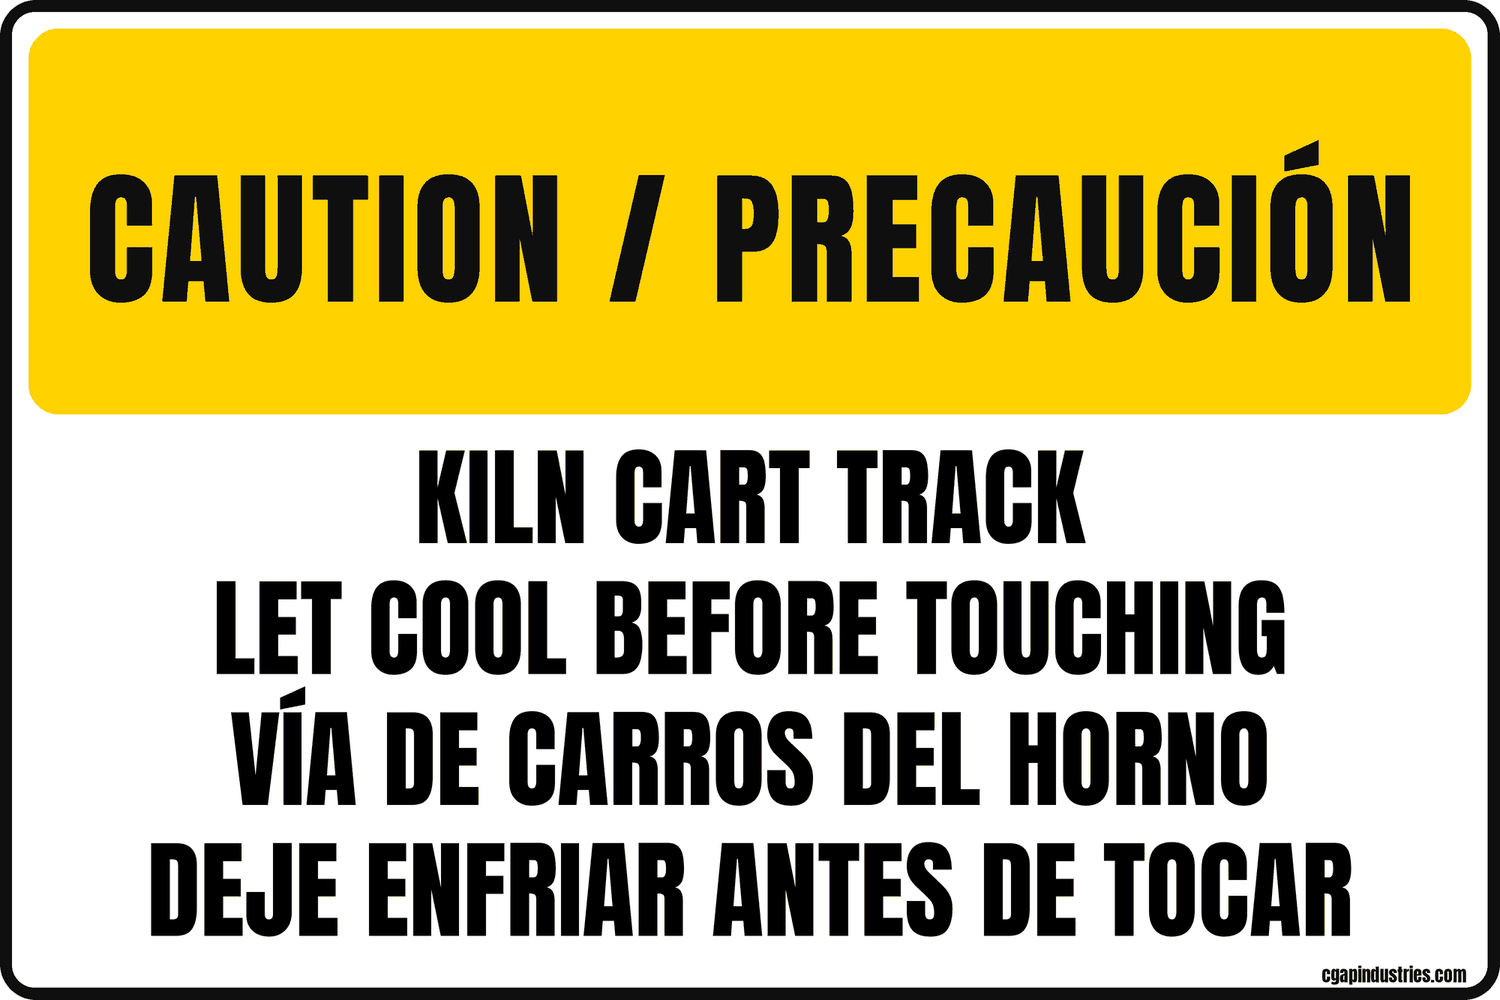 CAUTION / PRECAUCIÓN
KILN CART TRACK
LET COOL BEFORE TOUCHING
VÍA DE CARROS DEL HORNO
DEJE ENFRIAR ANTES DE TOCAR
cgapindustries.com